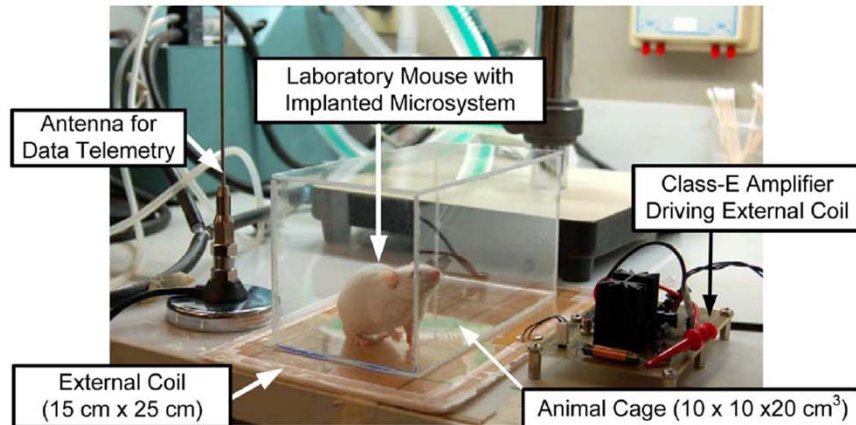 Laboratory Mouse with
Implanted Microsystem
Antenna for
Data Telemetry
Class-E Amplifier
Driving External Coil
External Coil
(15 cm x 25 cm)
Animal Cage (10 x 10 x20 cm³)